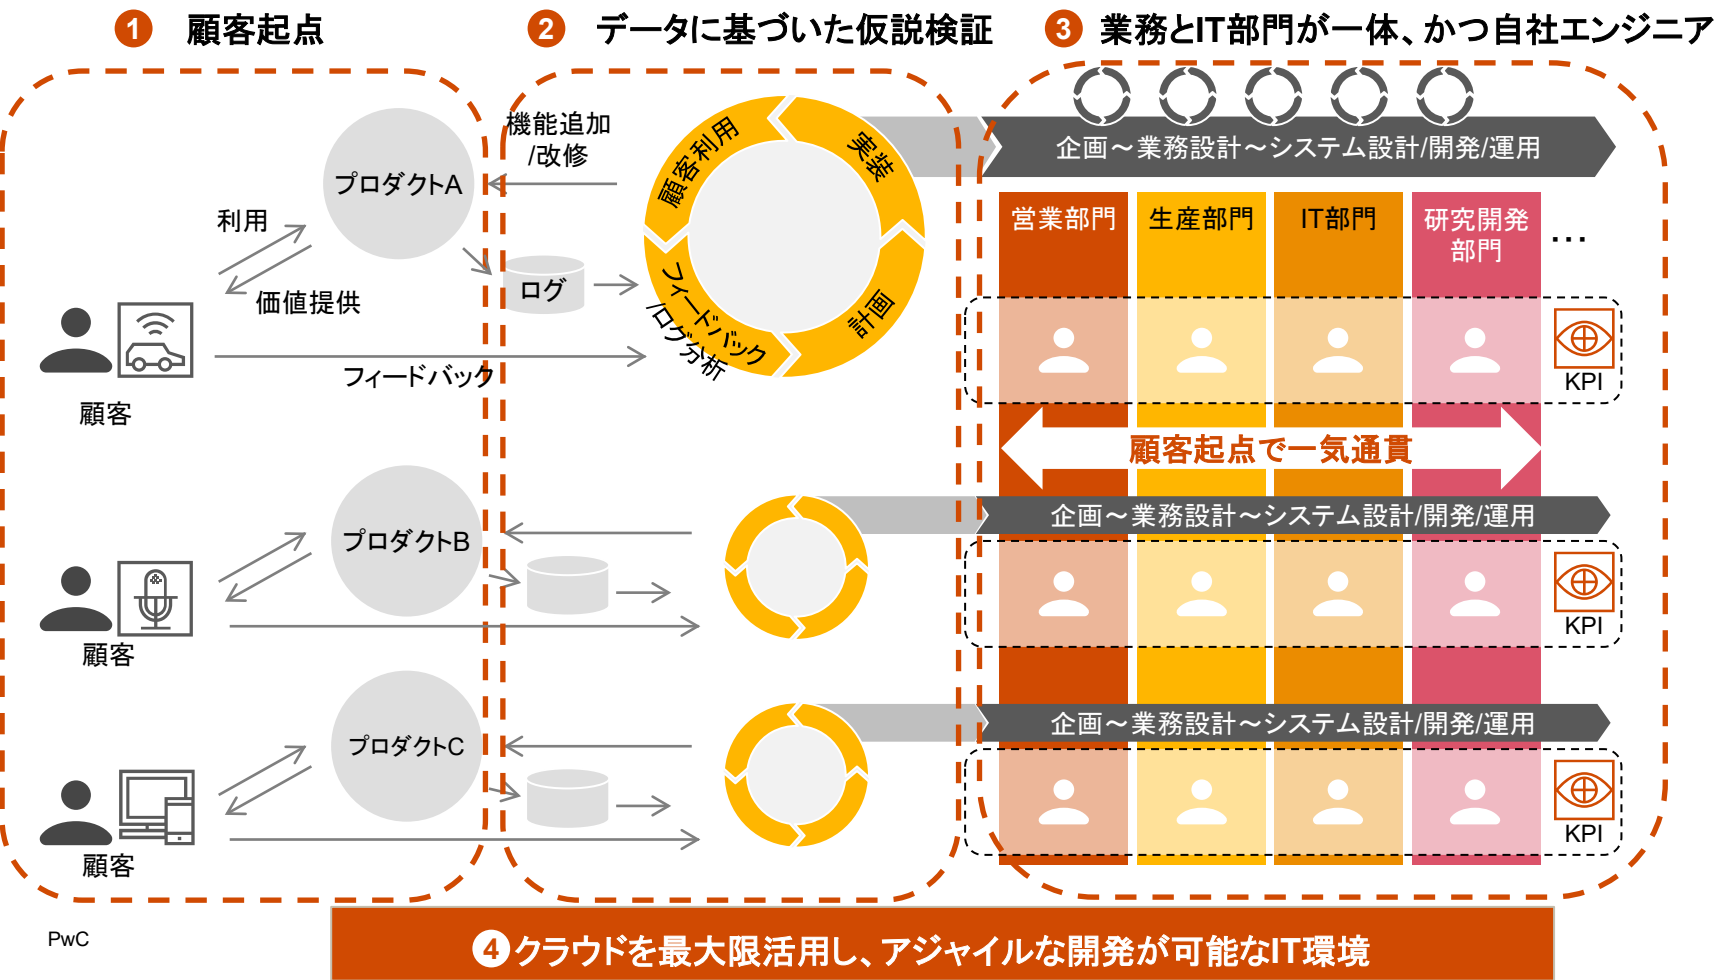 1 顧客起点
2 データに基づいた仮説検証
3 業務とIT部門が一体、かつ自社エンジニア
プロダクトA
利用
価値提供
顧客
フィードバック
機能追加
/改修
ログ
顧客利用
実装
計画
フィードバック
/ログ分析
企画～業務設計～システム設計/開発/運用
営業部門
生産部門
IT部門
研究開発
部門
…
KPI
顧客起点で一気通貫
プロダクトB
顧客
企画～業務設計～システム設計/開発/運用
KPI
プロダクトC
顧客
企画～業務設計～システム設計/開発/運用
KPI
PwC
4クラウドを最大限活用し、アジャイルな開発が可能なIT環境